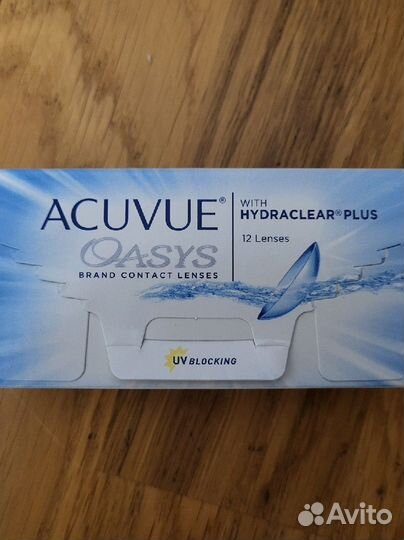 ACUVUE®
OASYS
BRAND CONTACT LENSES
WITH
HYDRACLEAR® PLUS
12 Lenses
UV BLOCKING
Avito